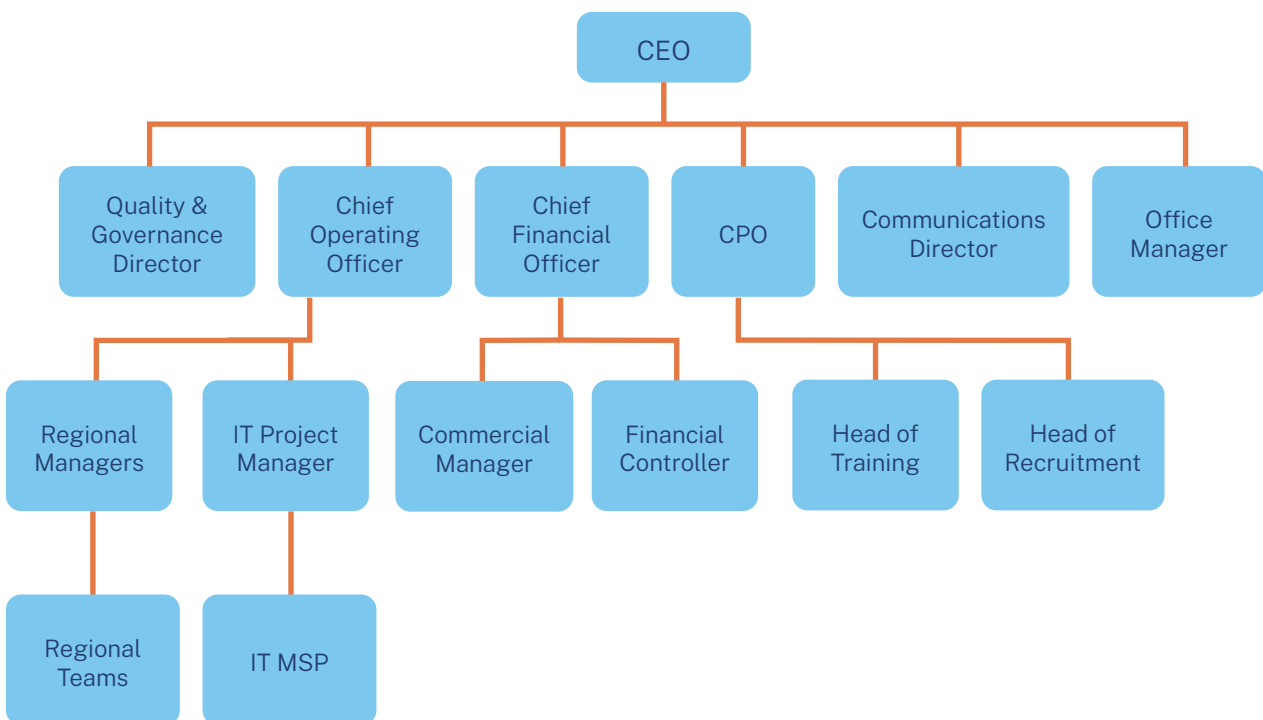 CEO
Quality &
Governance
Director
Chief
Operating
Officer
Chief
Financial
Officer
CPO
Communications
Director
Office
Manager
Regional
Managers
IT Project
Manager
Commercial
Manager
Financial
Controller
Head of
Training
Head of
Recruitment
Regional
Teams
IT MSP